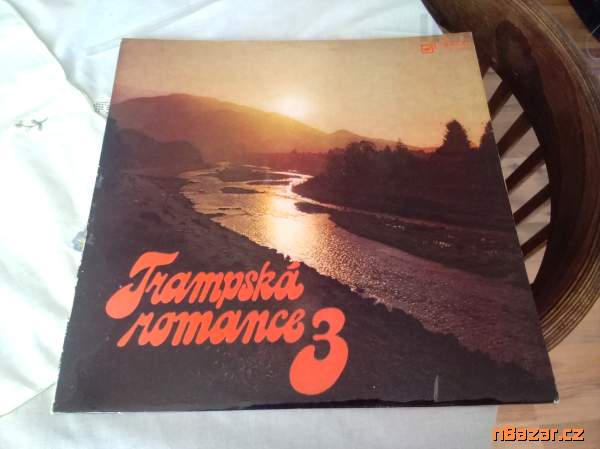 Trampská
romance 3
nBazar.cz